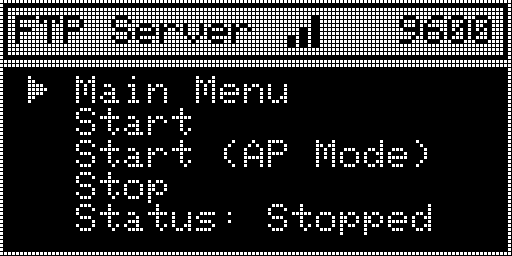 FTP Server 9600
Main Menu
Start
Start (AP Mode)
Stop
Status: Stopped